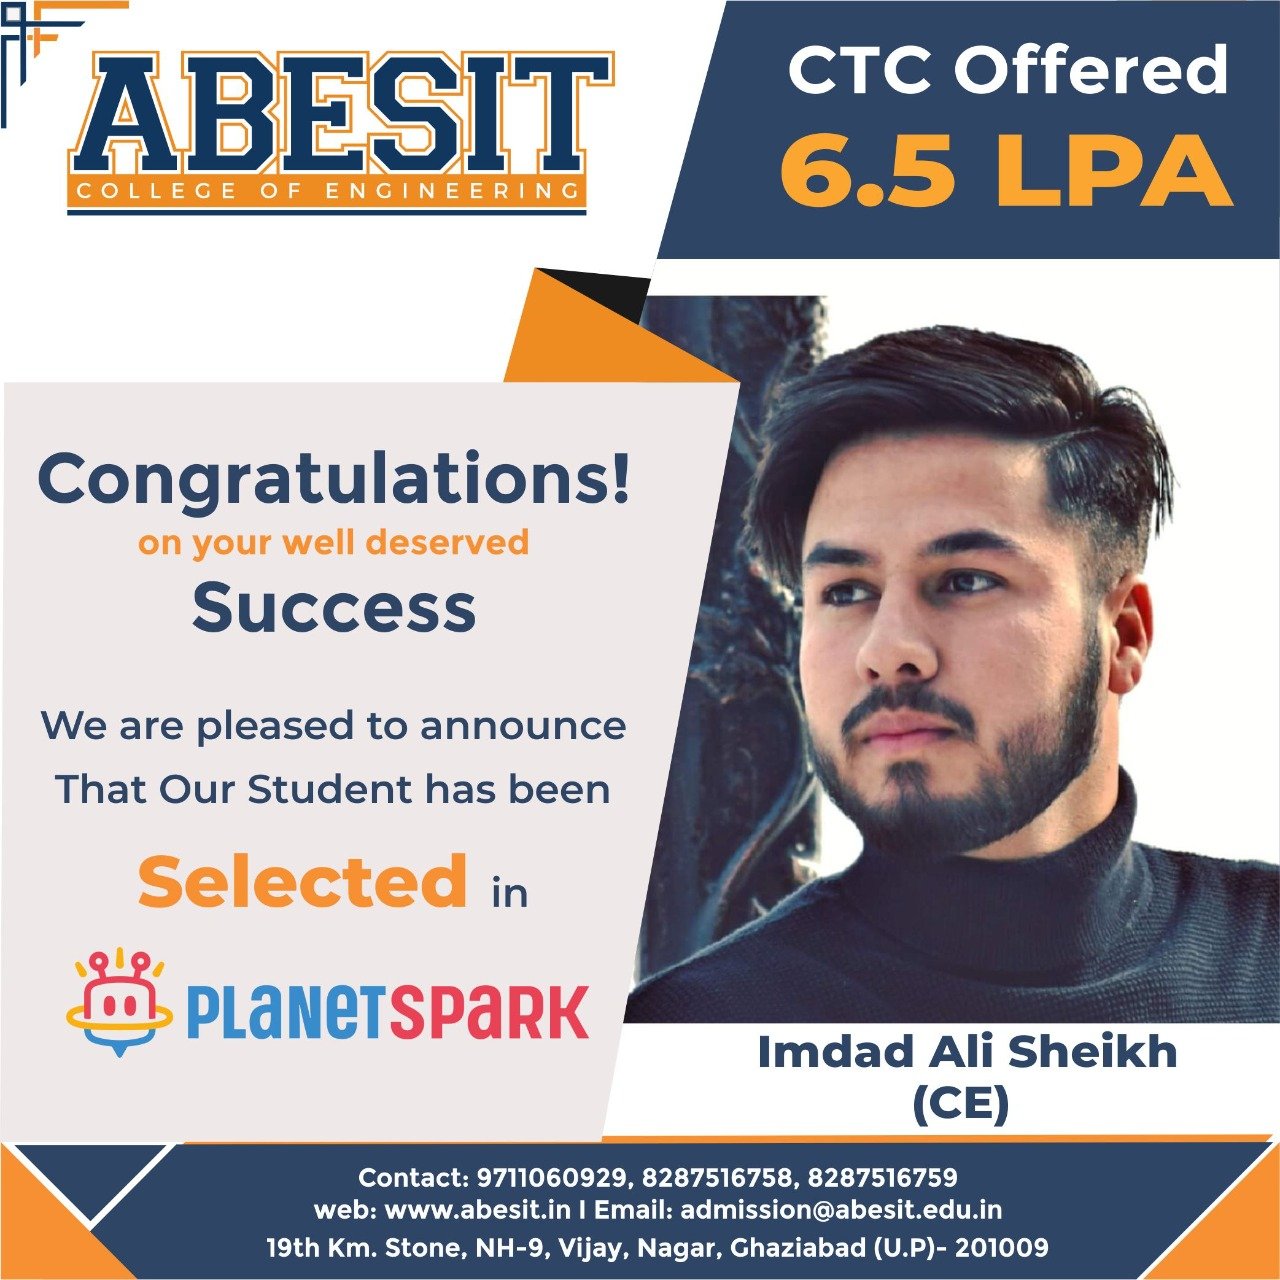 ABESIT
COLLEGE OF ENGINEERING
CTC Offered
6.5 LPA
Congratulations!
on your well deserved
Success
We are pleased to announce
That Our Student has been
Selected in
PLANETSPARK
Imdad Ali Sheikh
(CE)
Contact: 9711060929, 8287516758, 8287516759
web: www.abesit.in I Email: admission@abesit.edu.in
19th Km. Stone, NH-9, Vijay, Nagar, Ghaziabad (U.P)- 201009